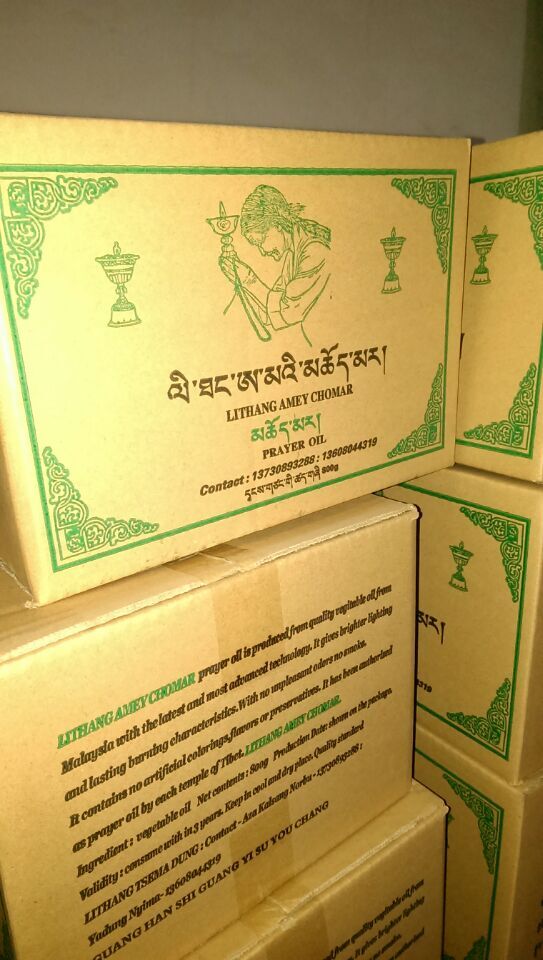 ལི་ཐང་ཨ་མའི་མཆོད་མར།
LITHANG AMEY CHOMAR
མཆོད་མར།
PRAYER OIL
Contact : 13730893288 : 13608044319
800g
LITHANG AMEY CHOMAR prayer oil is produced from quality vegitable oil from
Malaysia with the latest and most advanced technology. It gives brighter lighting
and lasting burning characteristics. With no unpleasant odors no smoke.
It contains no artificial colorings, flavors or preservatives. It has been authorized
as prayer oil by each temple of Tibet. LITHANG AMEY CHOMAR.
Ingredient : vegetable oil Net contents : 800g Production Date: shown on the package.
Validity : consume with in 3 years. Keep in cool and dry place. Quality standard
LITHANG TSEMA DUNG : Contact - Aza Kalsang Norbu - 13730893288 :
Yadung Nyima- 13608044319
GUANG HAN SHI GUANG YI SU YOU CHANG